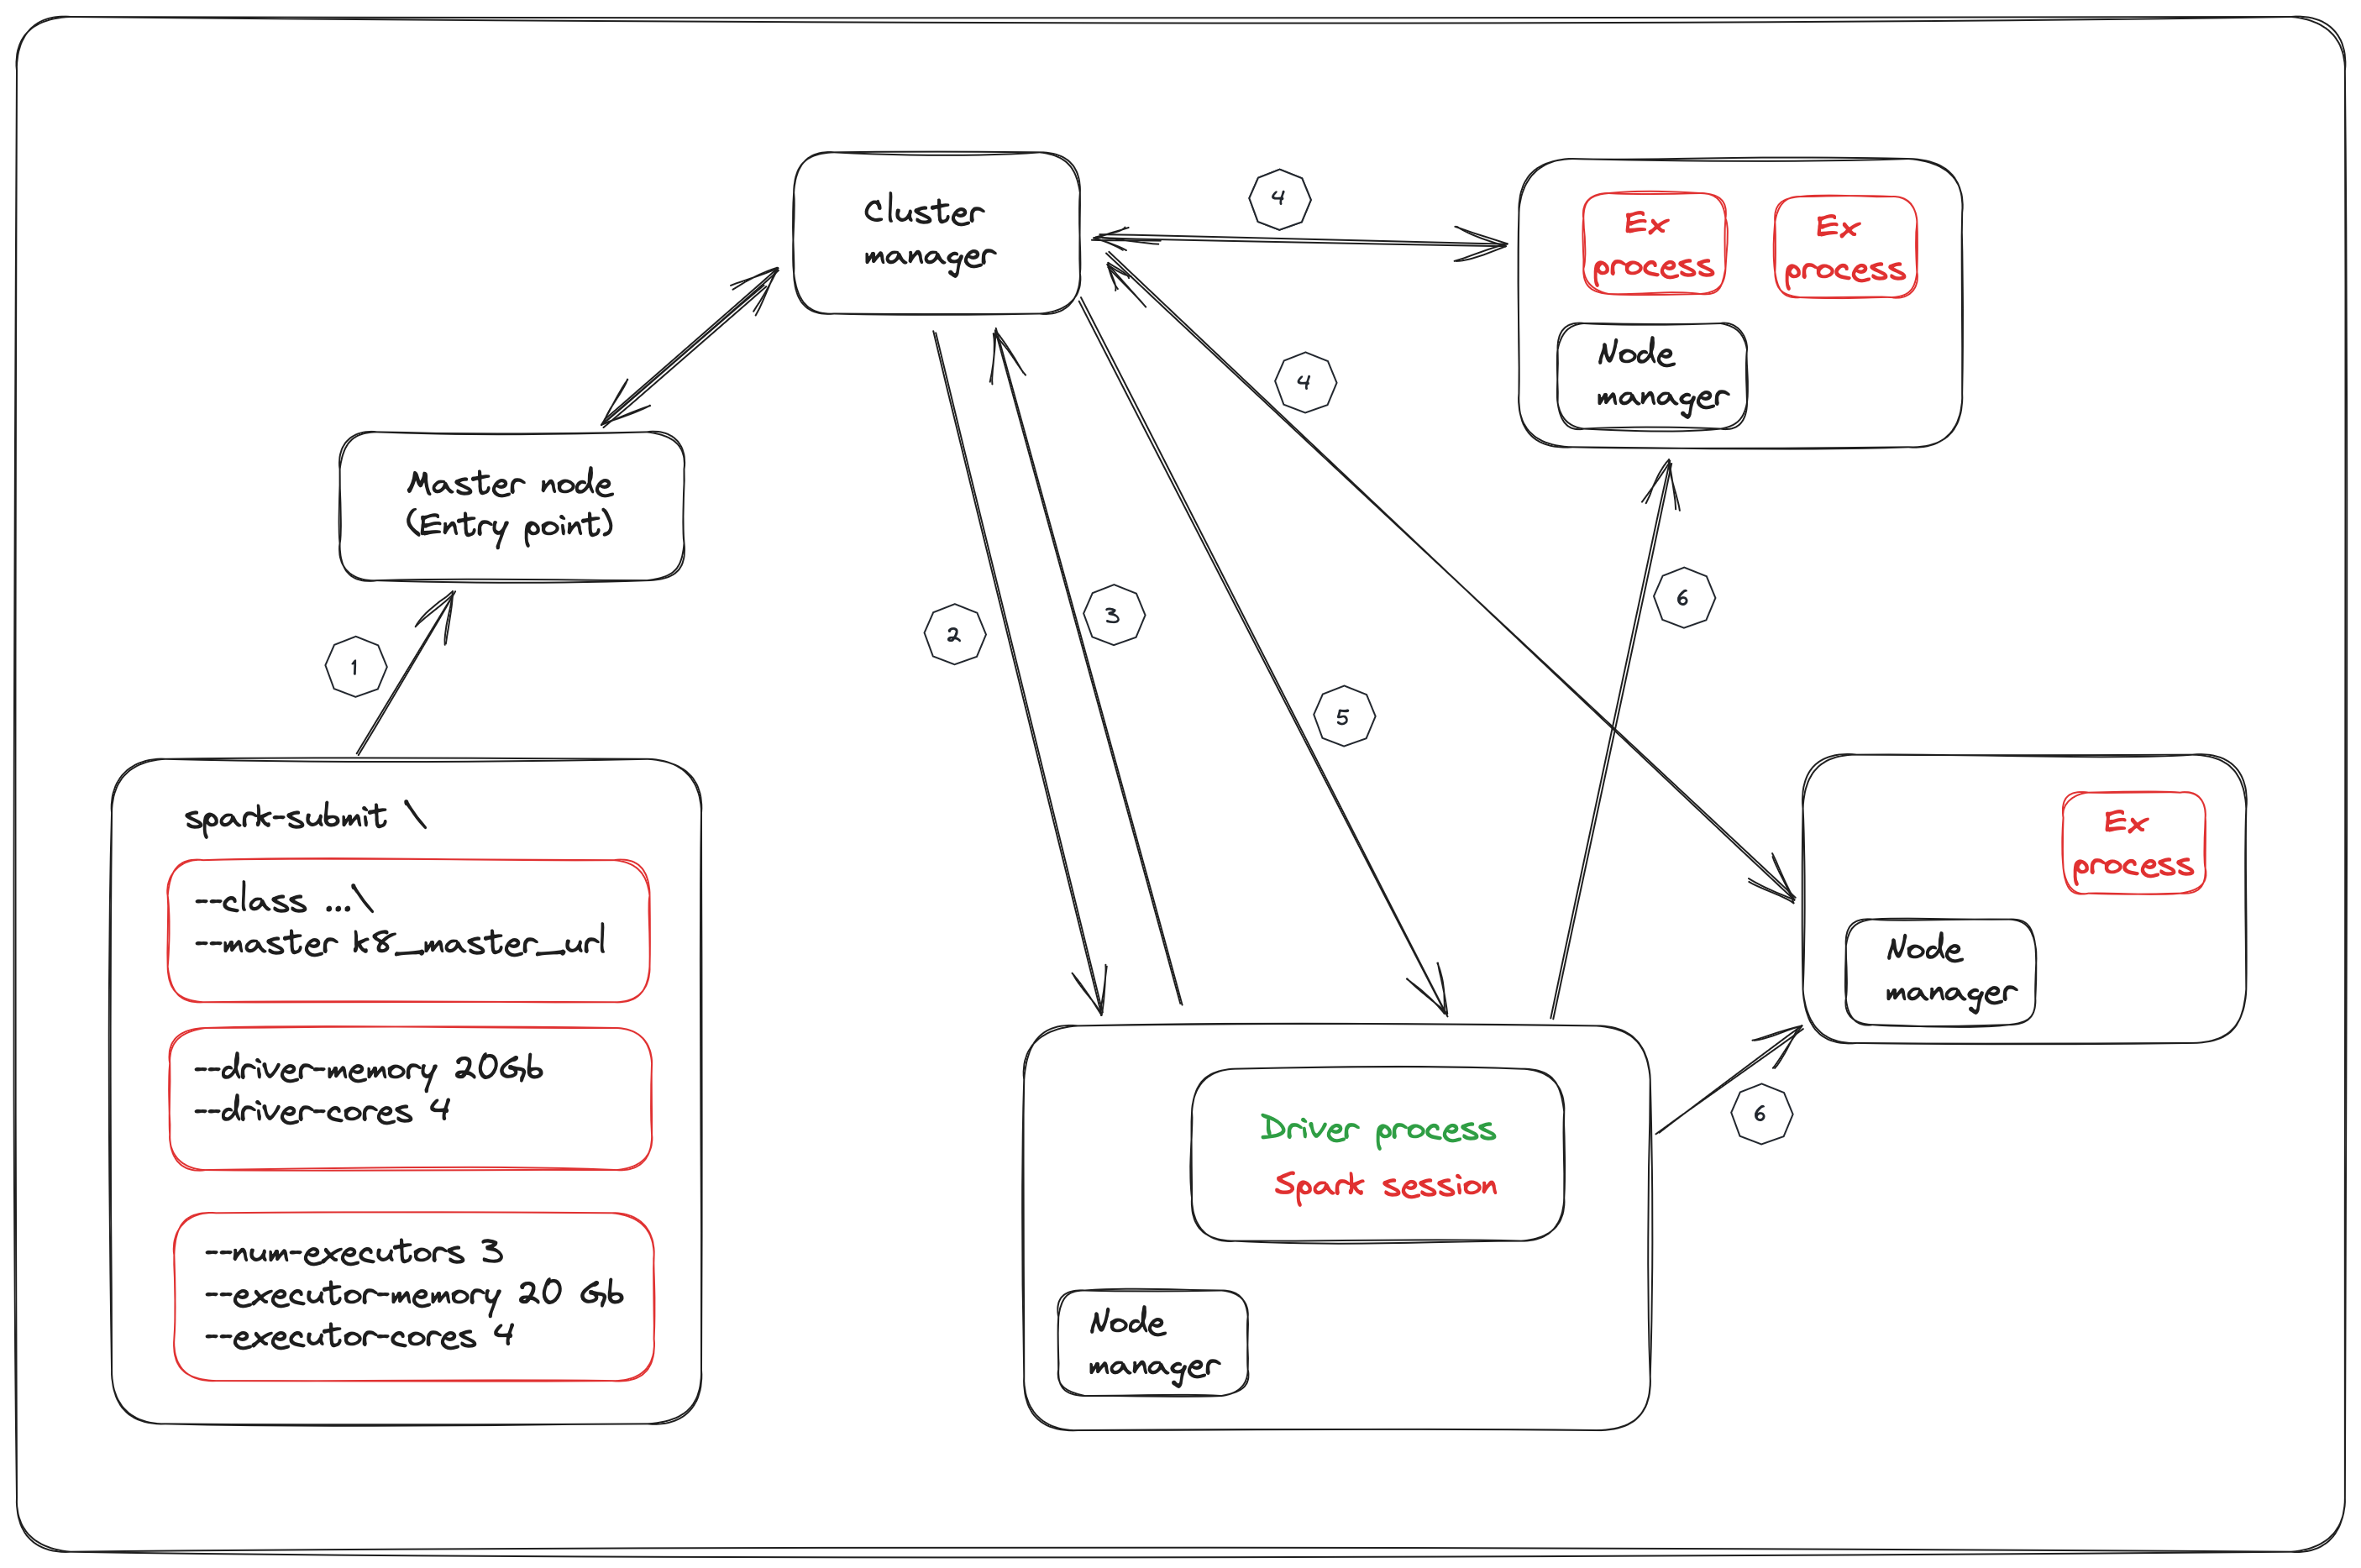 Cluster
manager
4
Ex
process
Ex
process
Node
manager
4
Master node
(Entry point)
1
2
3
5
6
spark-submit \
--class ...\
--master k8_master_url
--driver-memory 20Gb
--driver-cores 4
--num-executors 3
--executor-memory 20 Gb
--executor-cores 4
Driver process
Spark session
Node
manager
Ex
process
Node
manager
6